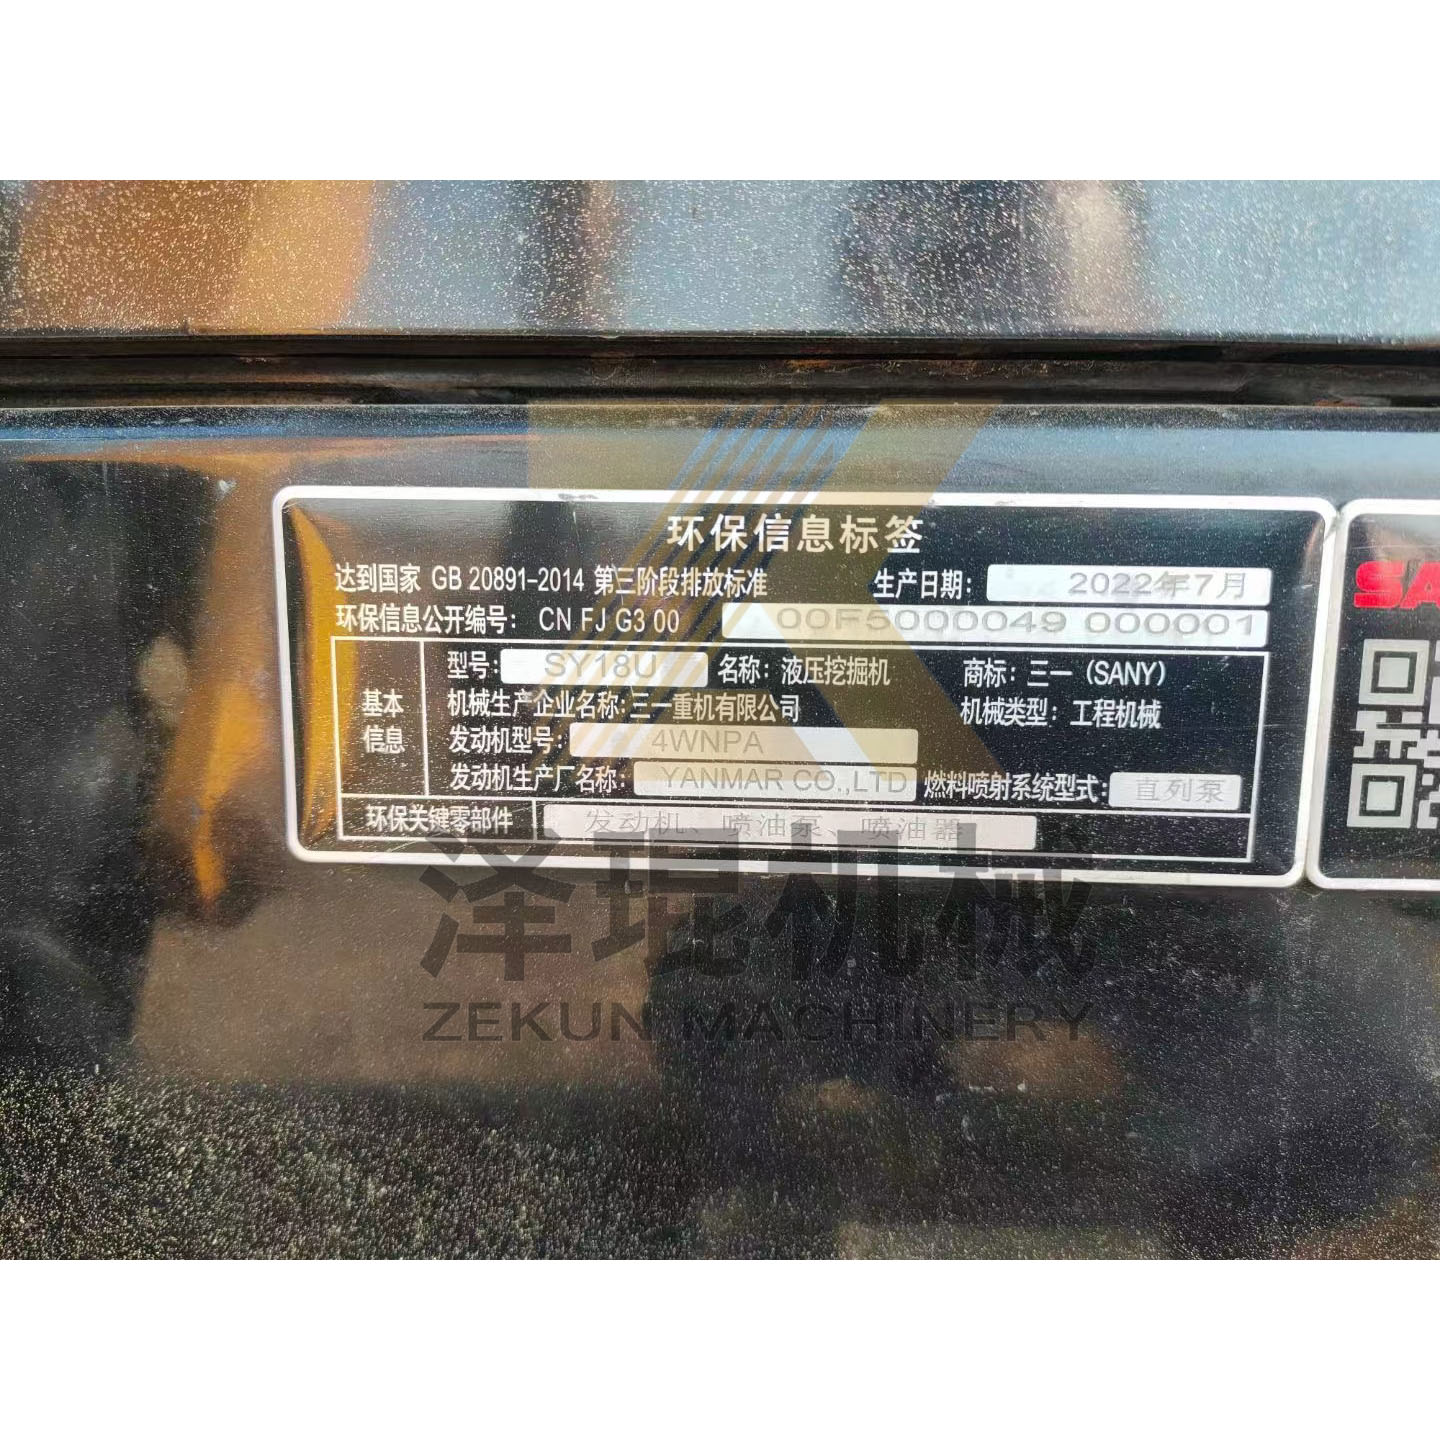 环保信息标签
达到国家 GB 20891-2014 第三阶段排放标准 生产日期: 2022年7月
环保信息公开编号: CN FJ G3 00 00F5000049 000001
型号: SY18U 名称: 液压挖掘机 商标: 三一 (SANY)
基本信息
机械生产企业名称: 三一重机有限公司 机械类型: 工程机械
发动机型号: 4WNPA
发动机生产厂名称: YANMAR CO.,LTD 燃料喷射系统型式: 直列泵
环保关键零部件 发动机、喷油泵、喷油器
SA
泽琨机械
ZEKUN MACHINERY